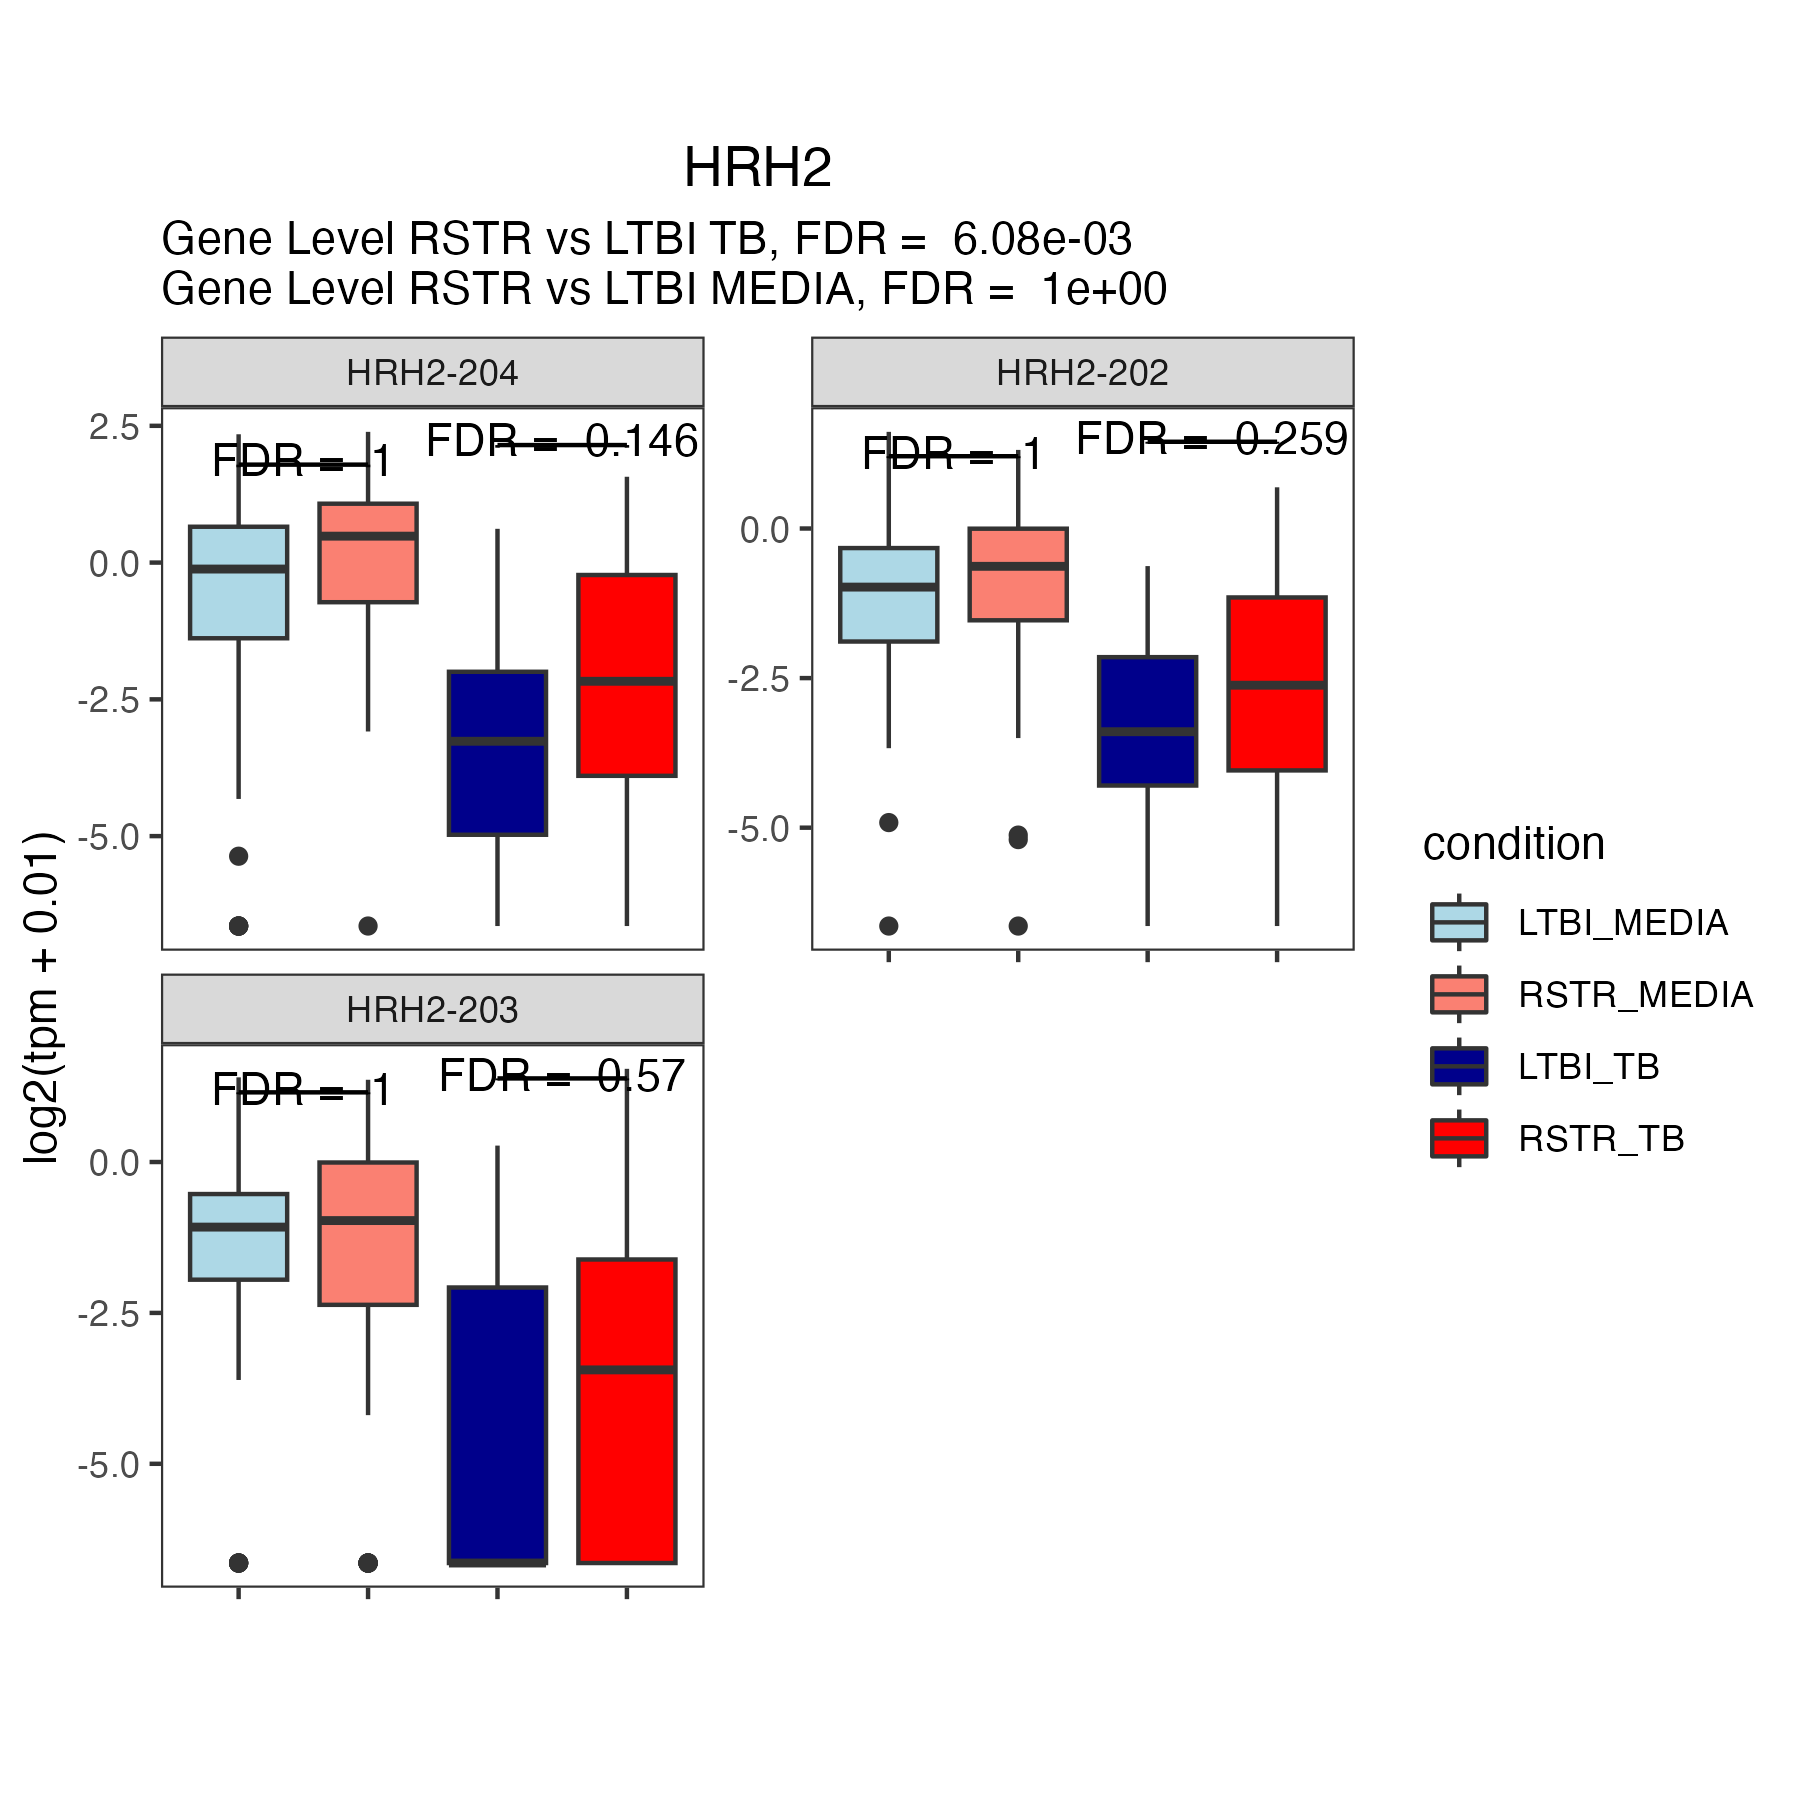 HRH2
Gene Level RSTR vs LTBI TB, FDR =  6.08e-03
Gene Level RSTR vs LTBI MEDIA, FDR =  1e+00
HRH2-204
FDR =  1
FDR =  0.146
2.5
0.0
-2.5
-5.0
HRH2-202
FDR =  1
FDR =  0.259
0.0
-2.5
-5.0
HRH2-203
FDR =  1
FDR =  0.57
0.0
-2.5
-5.0
log2(tpm + 0.01)
condition
LTBI_MEDIA
RSTR_MEDIA
LTBI_TB
RSTR_TB